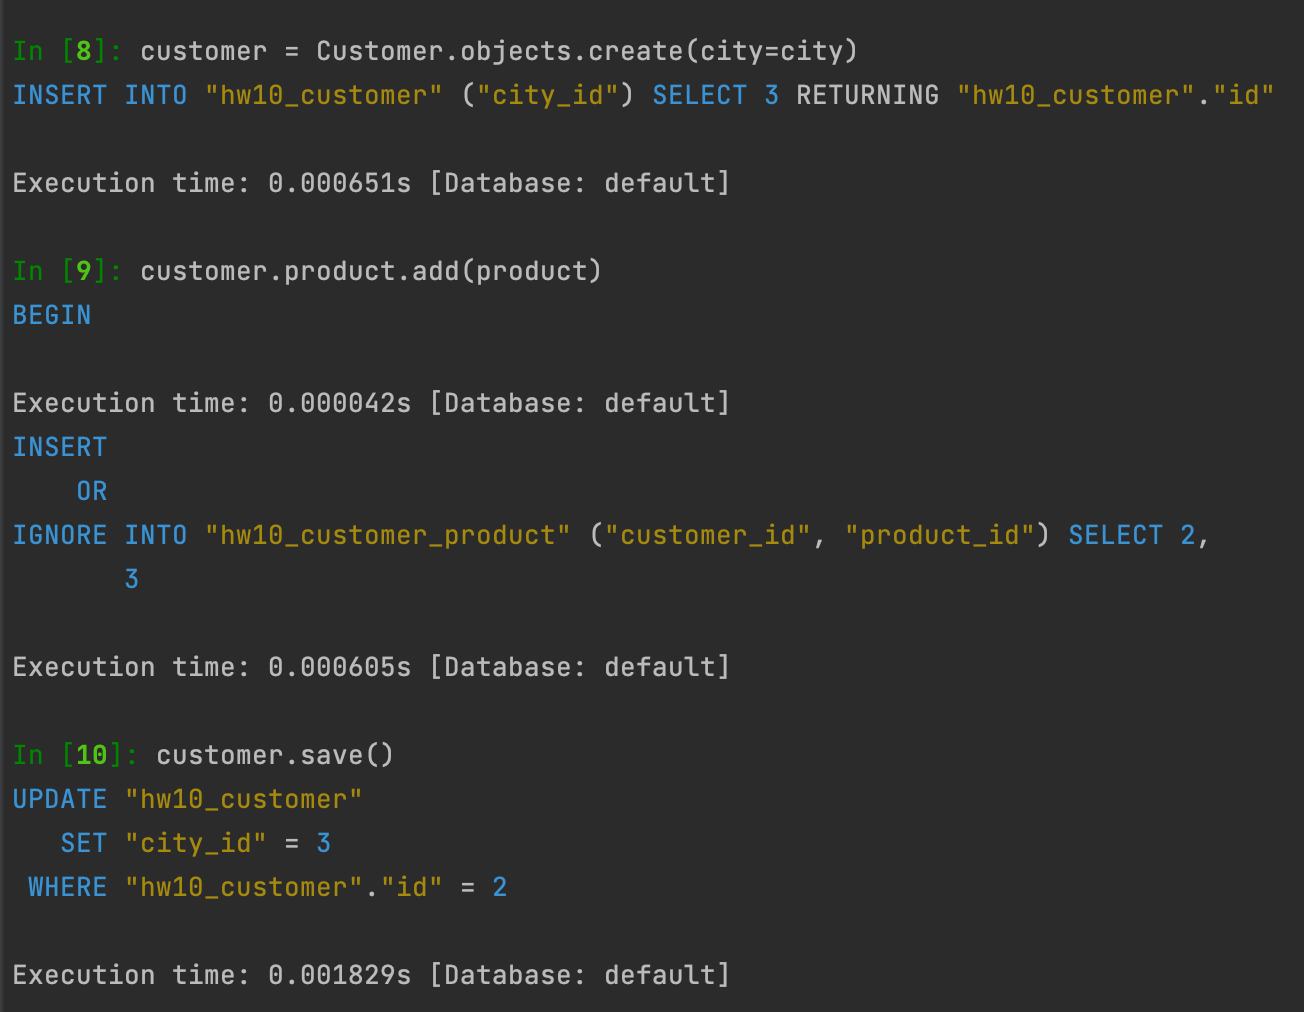 In [8]: customer = Customer.objects.create(city=city)
INSERT INTO "hw10_customer" ("city_id") SELECT 3 RETURNING "hw10_customer"."id"
Execution time: 0.000651s [Database: default]
In [9]: customer.product.add(product)
BEGIN
Execution time: 0.000042s [Database: default]
INSERT
    OR
IGNORE INTO "hw10_customer_product" ("customer_id", "product_id") SELECT 2,
       3
Execution time: 0.000605s [Database: default]
In [10]: customer.save()
UPDATE "hw10_customer"
   SET "city_id" = 3
 WHERE "hw10_customer"."id" = 2
Execution time: 0.001829s [Database: default]